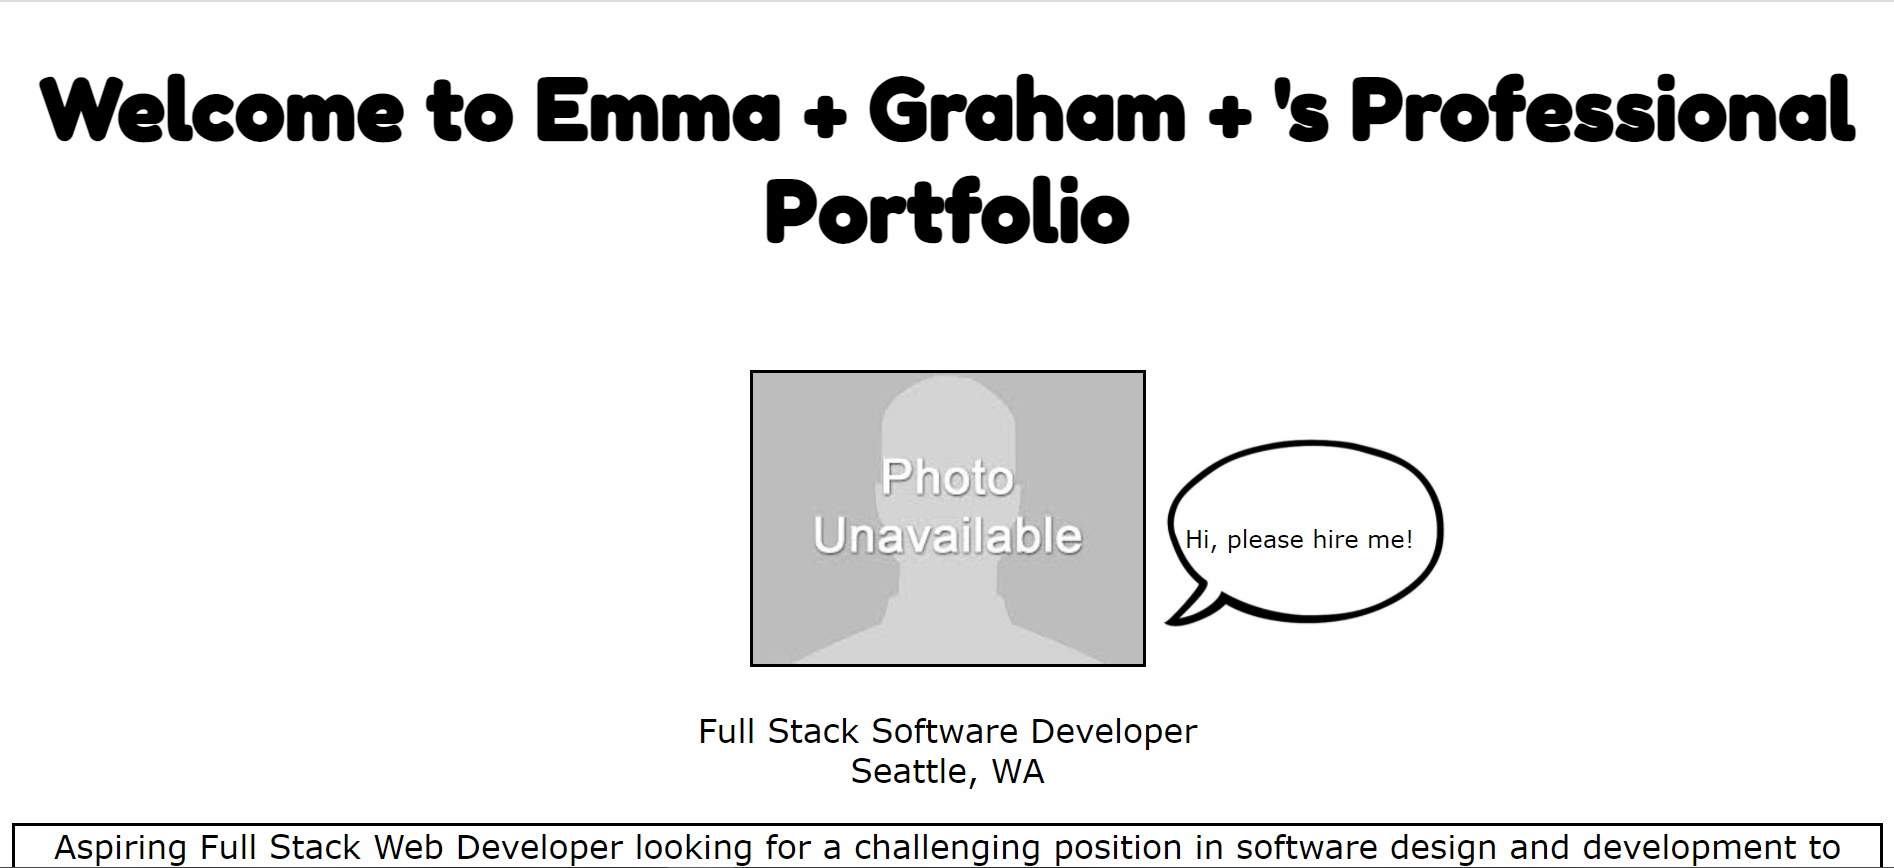 Welcome to Emma + Graham + 's Professional
Portfolio
Photo
Unavailable
Hi, please hire me!
Full Stack Software Developer
Seattle, WA
Aspiring Full Stack Web Developer looking for a challenging position in software design and development to